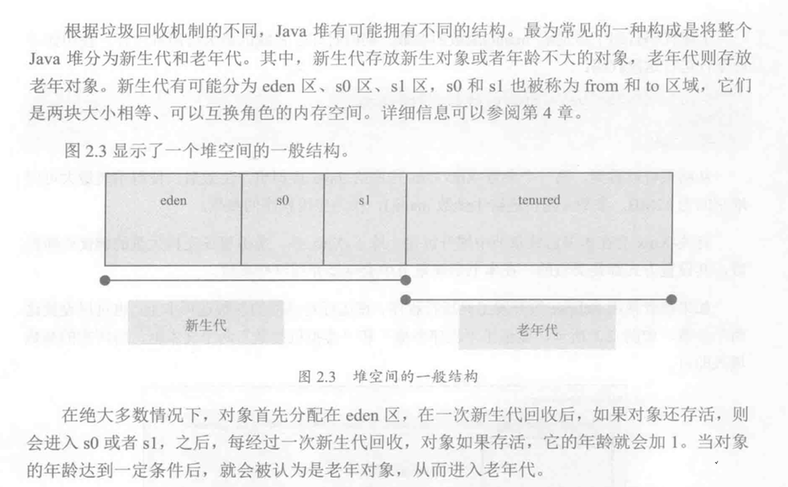 根据垃圾回收机制的不同，Java 堆有可能拥有不同的结构。最为常见的一种构成是将整个
Java 堆分为新生代和老年代。其中，新生代存放新生对象或者年龄不大的对象，老年代则存放
老年对象。新生代有可能分为 eden 区、s0 区、s1 区，s0 和 s1 也被称为 from 和 to 区域，它们
是两块大小相等、可以互换角色的内存空间。详细信息可以参阅第 4 章。
图 2.3 显示了一个堆空间的一般结构。
eden s0 s1 tenured
新生代 老年代
图 2.3 堆空间的一般结构
在绝大多数情况下，对象首先分配在 eden 区，在一次新生代回收后，如果对象还存活，则
会进入 s0 或者 s1，之后，每经过一次新生代回收，对象如果存活，它的年龄就会加 1。当对象
的年龄达到一定条件后，就会被认为是老年对象，从而进入老年代。